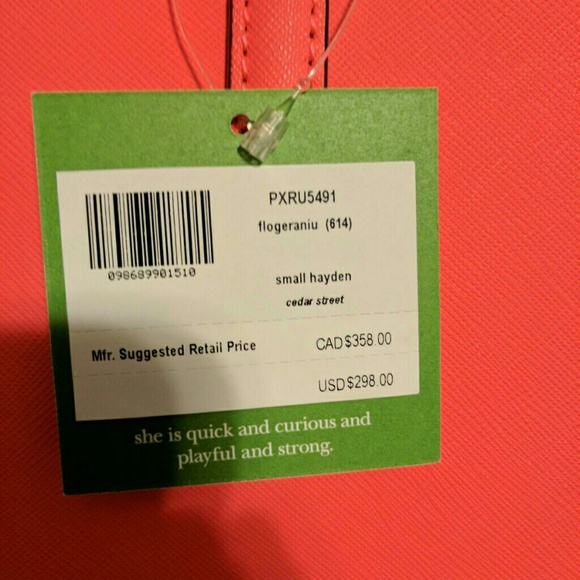 PXRU5491
flogeraniu (614)
098689901510
small hayden
cedar street
Mfr. Suggested Retail Price CAD$358.00
USD$298.00
she is quick and curious and
playful and strong.